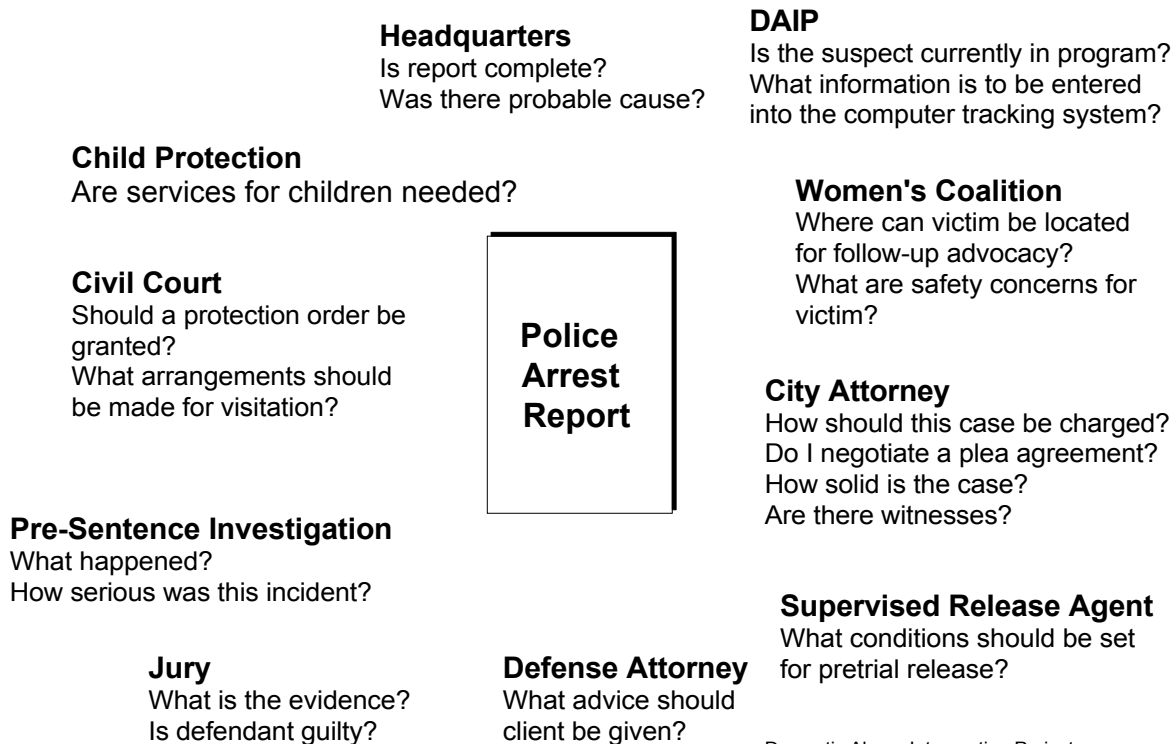 Headquarters
Is report complete?
Was there probable cause?
DAIP
Is the suspect currently in program?
What information is to be entered
into the computer tracking system?
Child Protection
Are services for children needed?
Women's Coalition
Where can victim be located
for follow-up advocacy?
What are safety concerns for
victim?
Civil Court
Should a protection order be
granted?
What arrangements should
be made for visitation?
Police
Arrest
Report
City Attorney
How should this case be charged?
Do I negotiate a plea agreement?
How solid is the case?
Are there witnesses?
Pre-Sentence Investigation
What happened?
How serious was this incident?
Supervised Release Agent
What conditions should be set
for pretrial release?
Jury
What is the evidence?
Is defendant guilty?
Defense Attorney
What advice should
client be given?